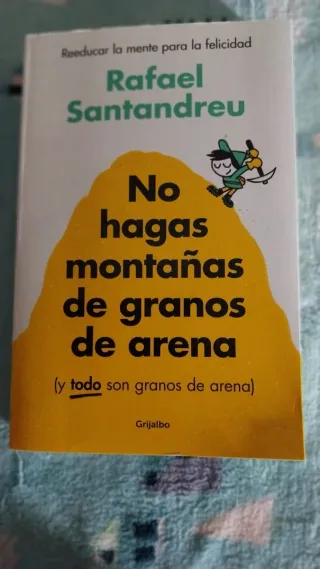 Reeducar la mente para la felicidad
Rafael
Santandreu
No
hagas
montañas
de granos
de arena
(y todo son granos de arena)
Grijalbo